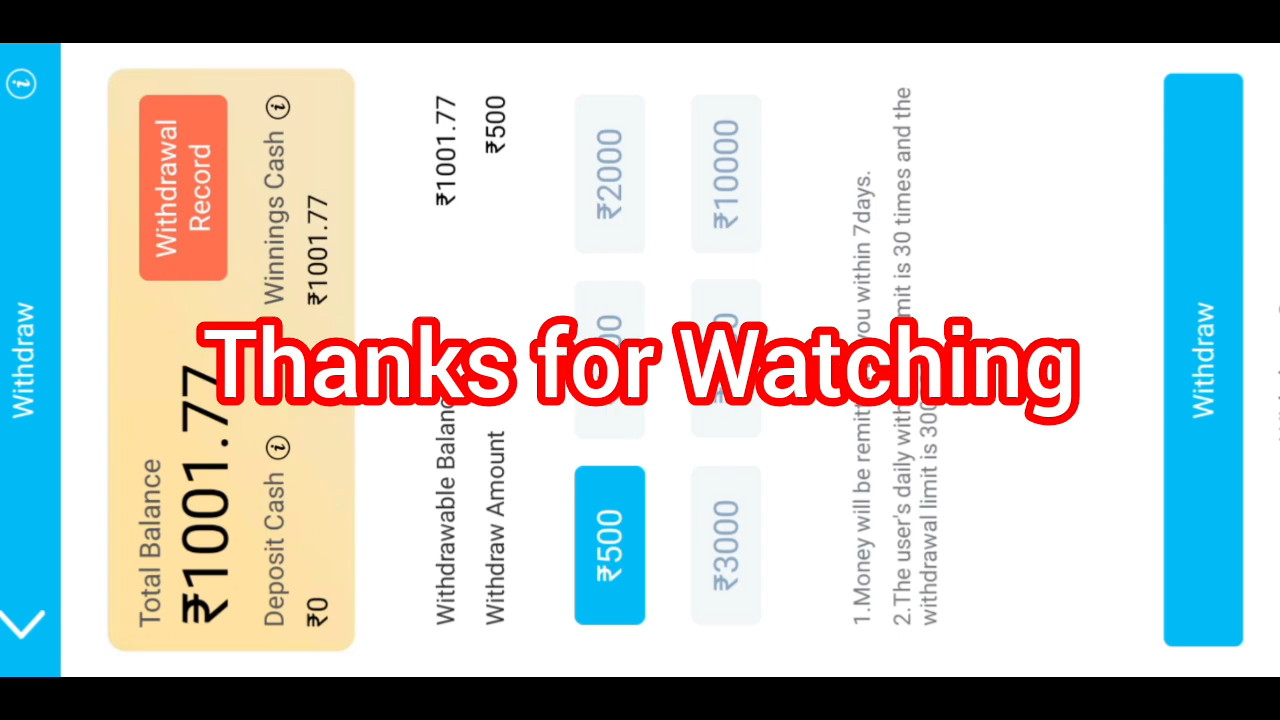 Withdraw
Total Balance
Withdrawal
Record
₹1001.77
Deposit Cash
Winnings Cash
₹0
₹1001.77
Withdrawable Balanc
₹1001.77
Withdraw Amount
₹500
₹500
₹2000
₹3000
₹10000
1.Money will be remit you within 7days.
2.The user's daily with mit is 30 times and the
withdrawal limit is 300
Withdraw
Thanks for Watching